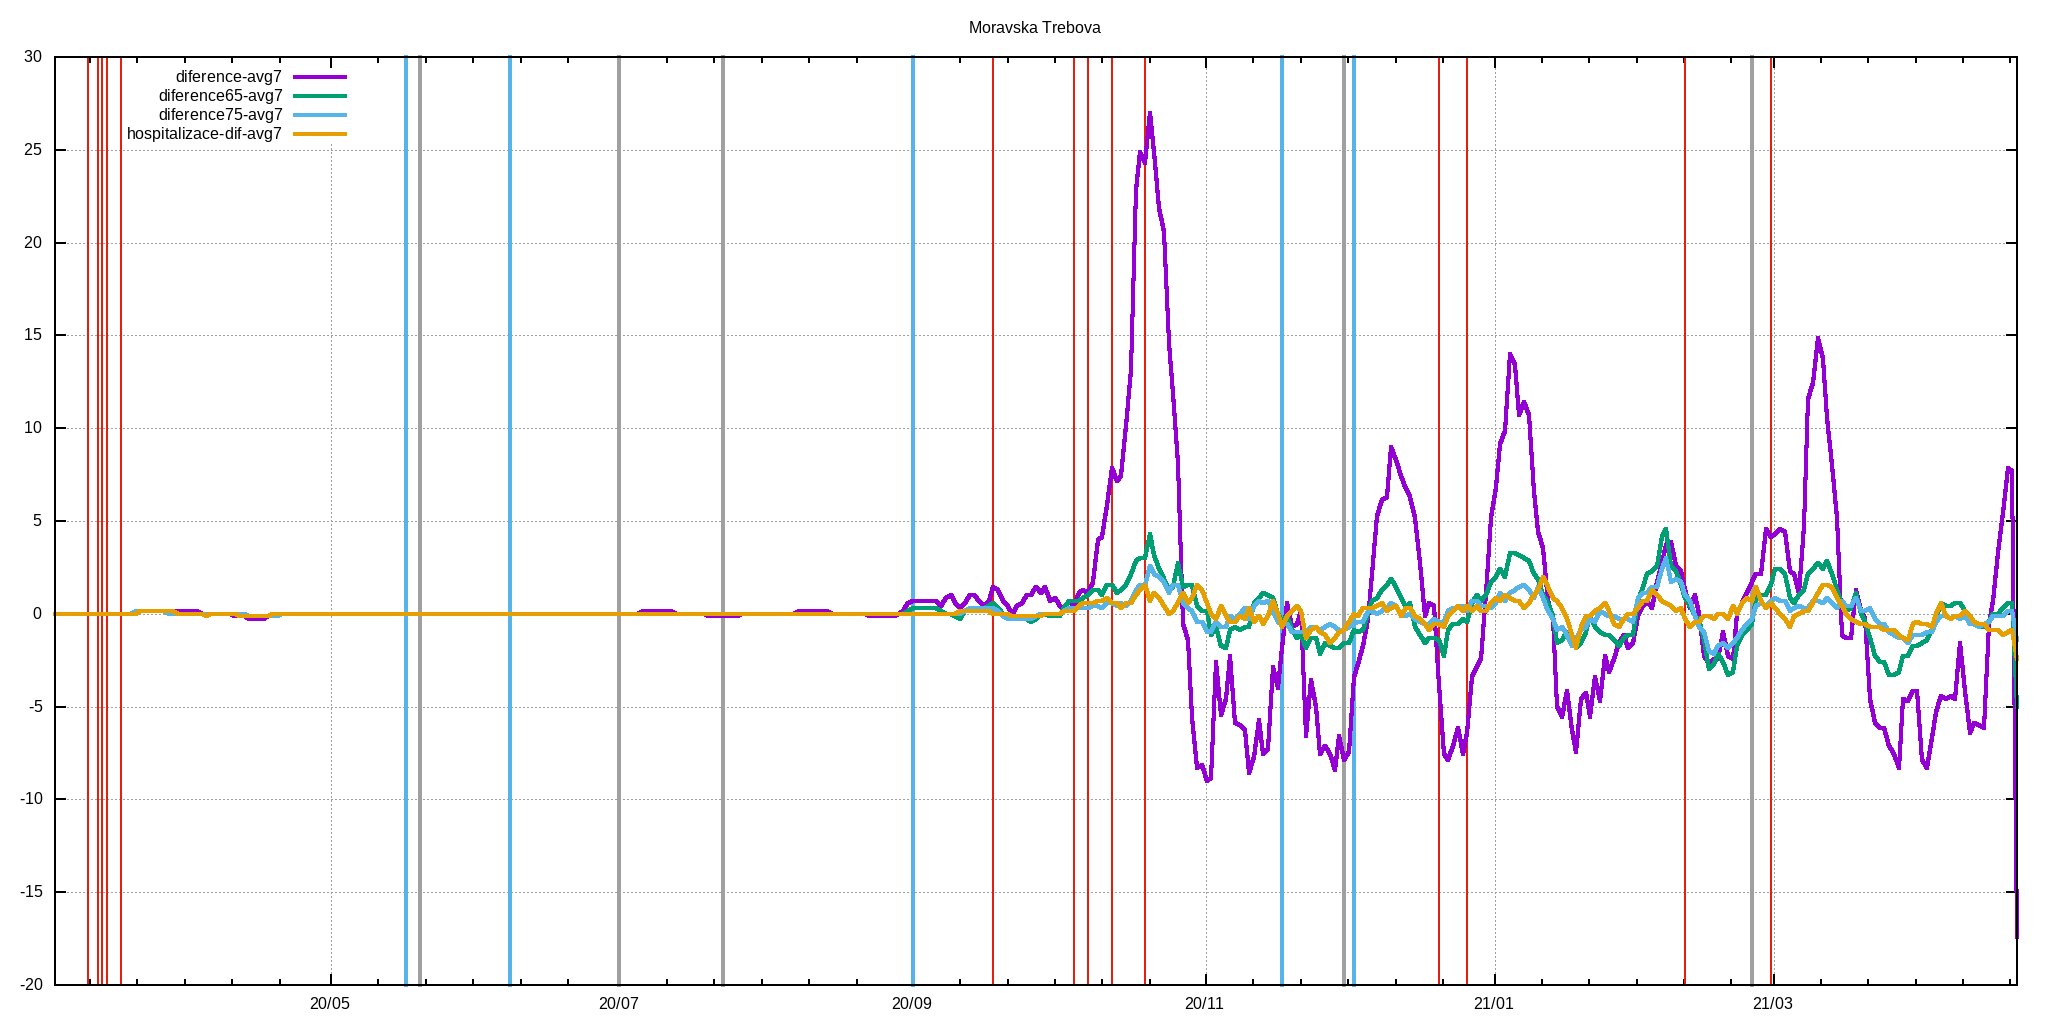 Moravska Trebova
diference-avg7
diference65-avg7
diference75-avg7
hospitalizace-dif-avg7
30
25
20
15
10
5
0
-5
-10
-15
-20
20/05 20/07 20/09 20/11 21/01 21/03